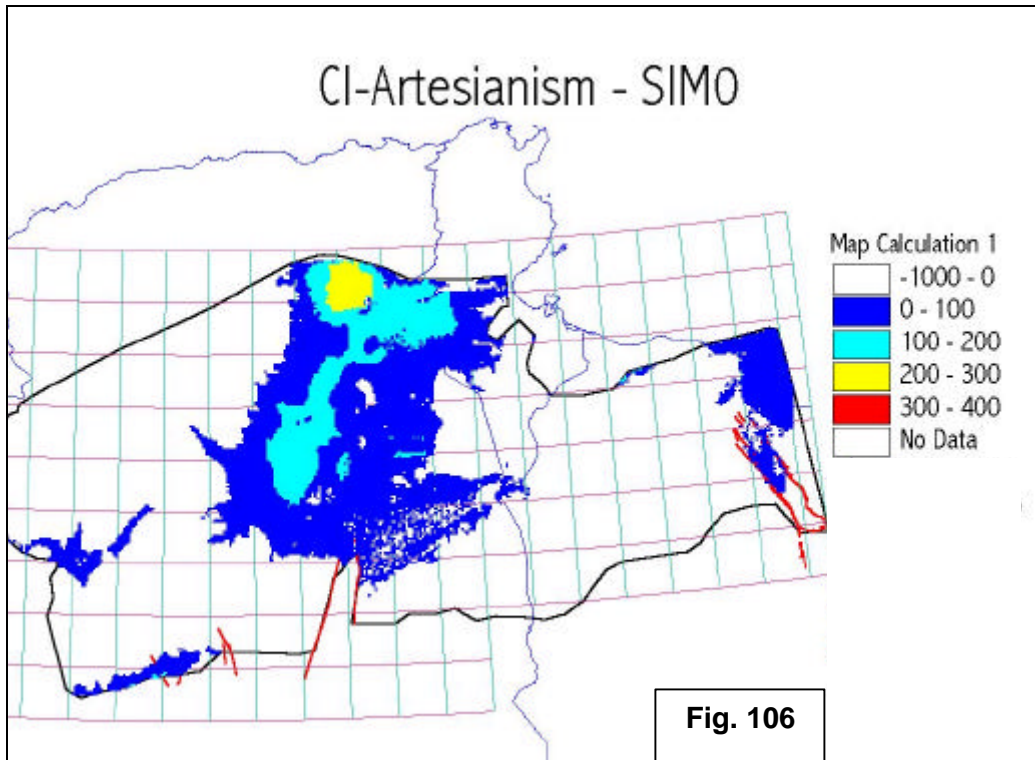 CI-Artesianism - SIM0
Map Calculation 1
-1000 - 0
0 - 100
100 - 200
200 - 300
300 - 400
No Data
Fig. 106